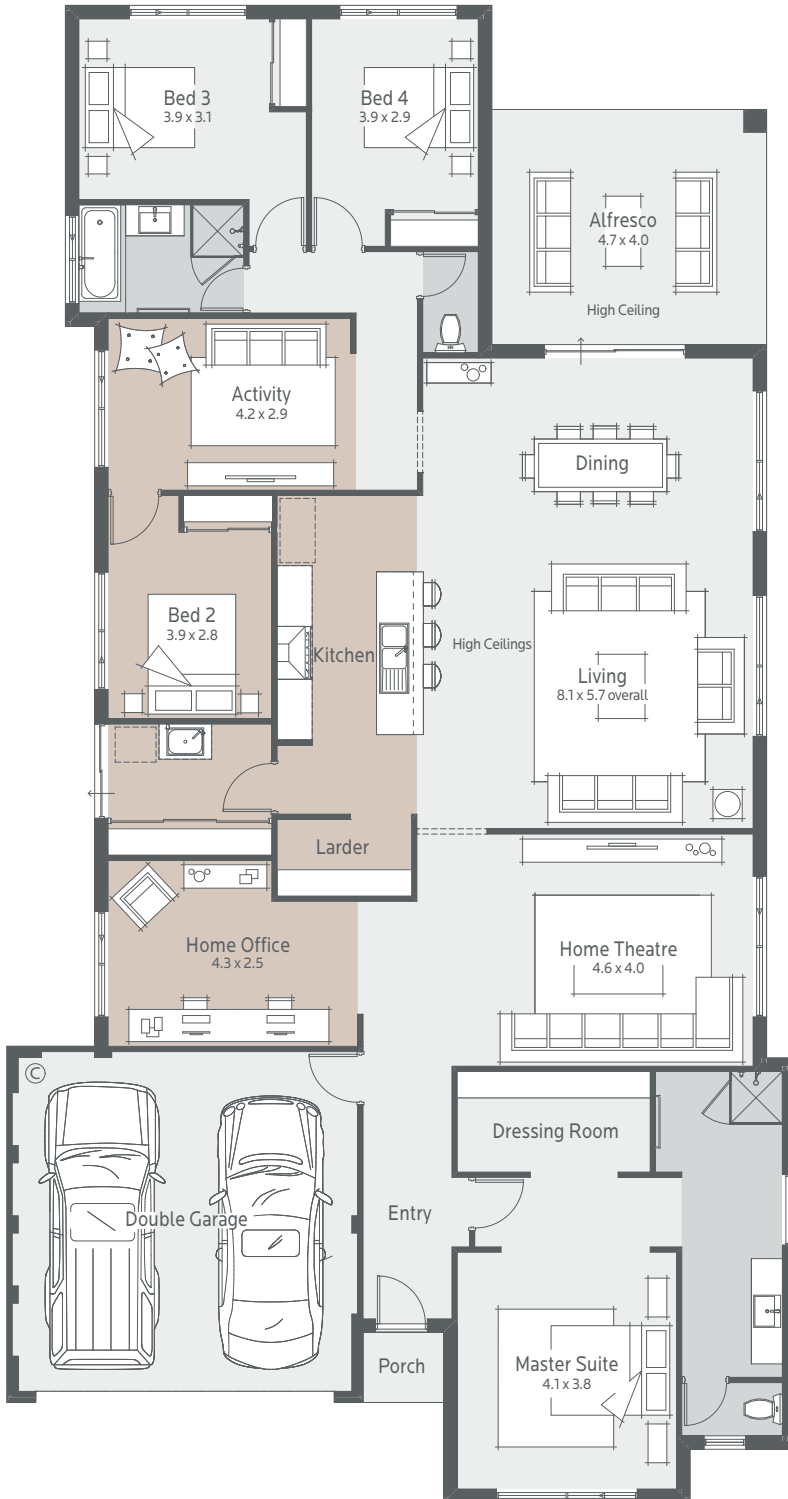 Bed 3
3.9 x 3.1
Bed 4
3.9 x 2.9
Alfresco
4.7 x 4.0
High Ceiling
Activity
4.2 x 2.9
Dining
Bed 2
3.9 x 2.8
Kitchen
High Ceilings
Living
8.1 x 5.7 overall
Larder
Home Office
4.3 x 2.5
Home Theatre
4.6 x 4.0
©
Dressing Room
Double Garage
Entry
Porch
Master Suite
4.1 x 3.8